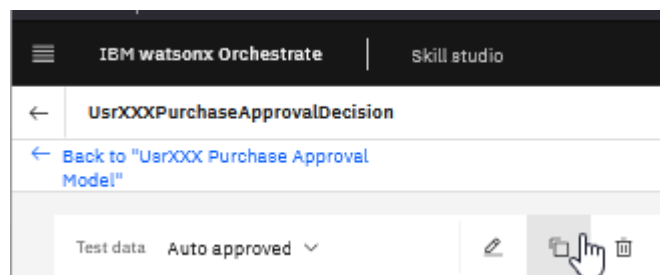 IBM watsonx Orchestrate Skill studio
UsrXXXPurchaseApprovalDecision
Back to "UsrXXX Purchase Approval
Model"
Test data Auto approved